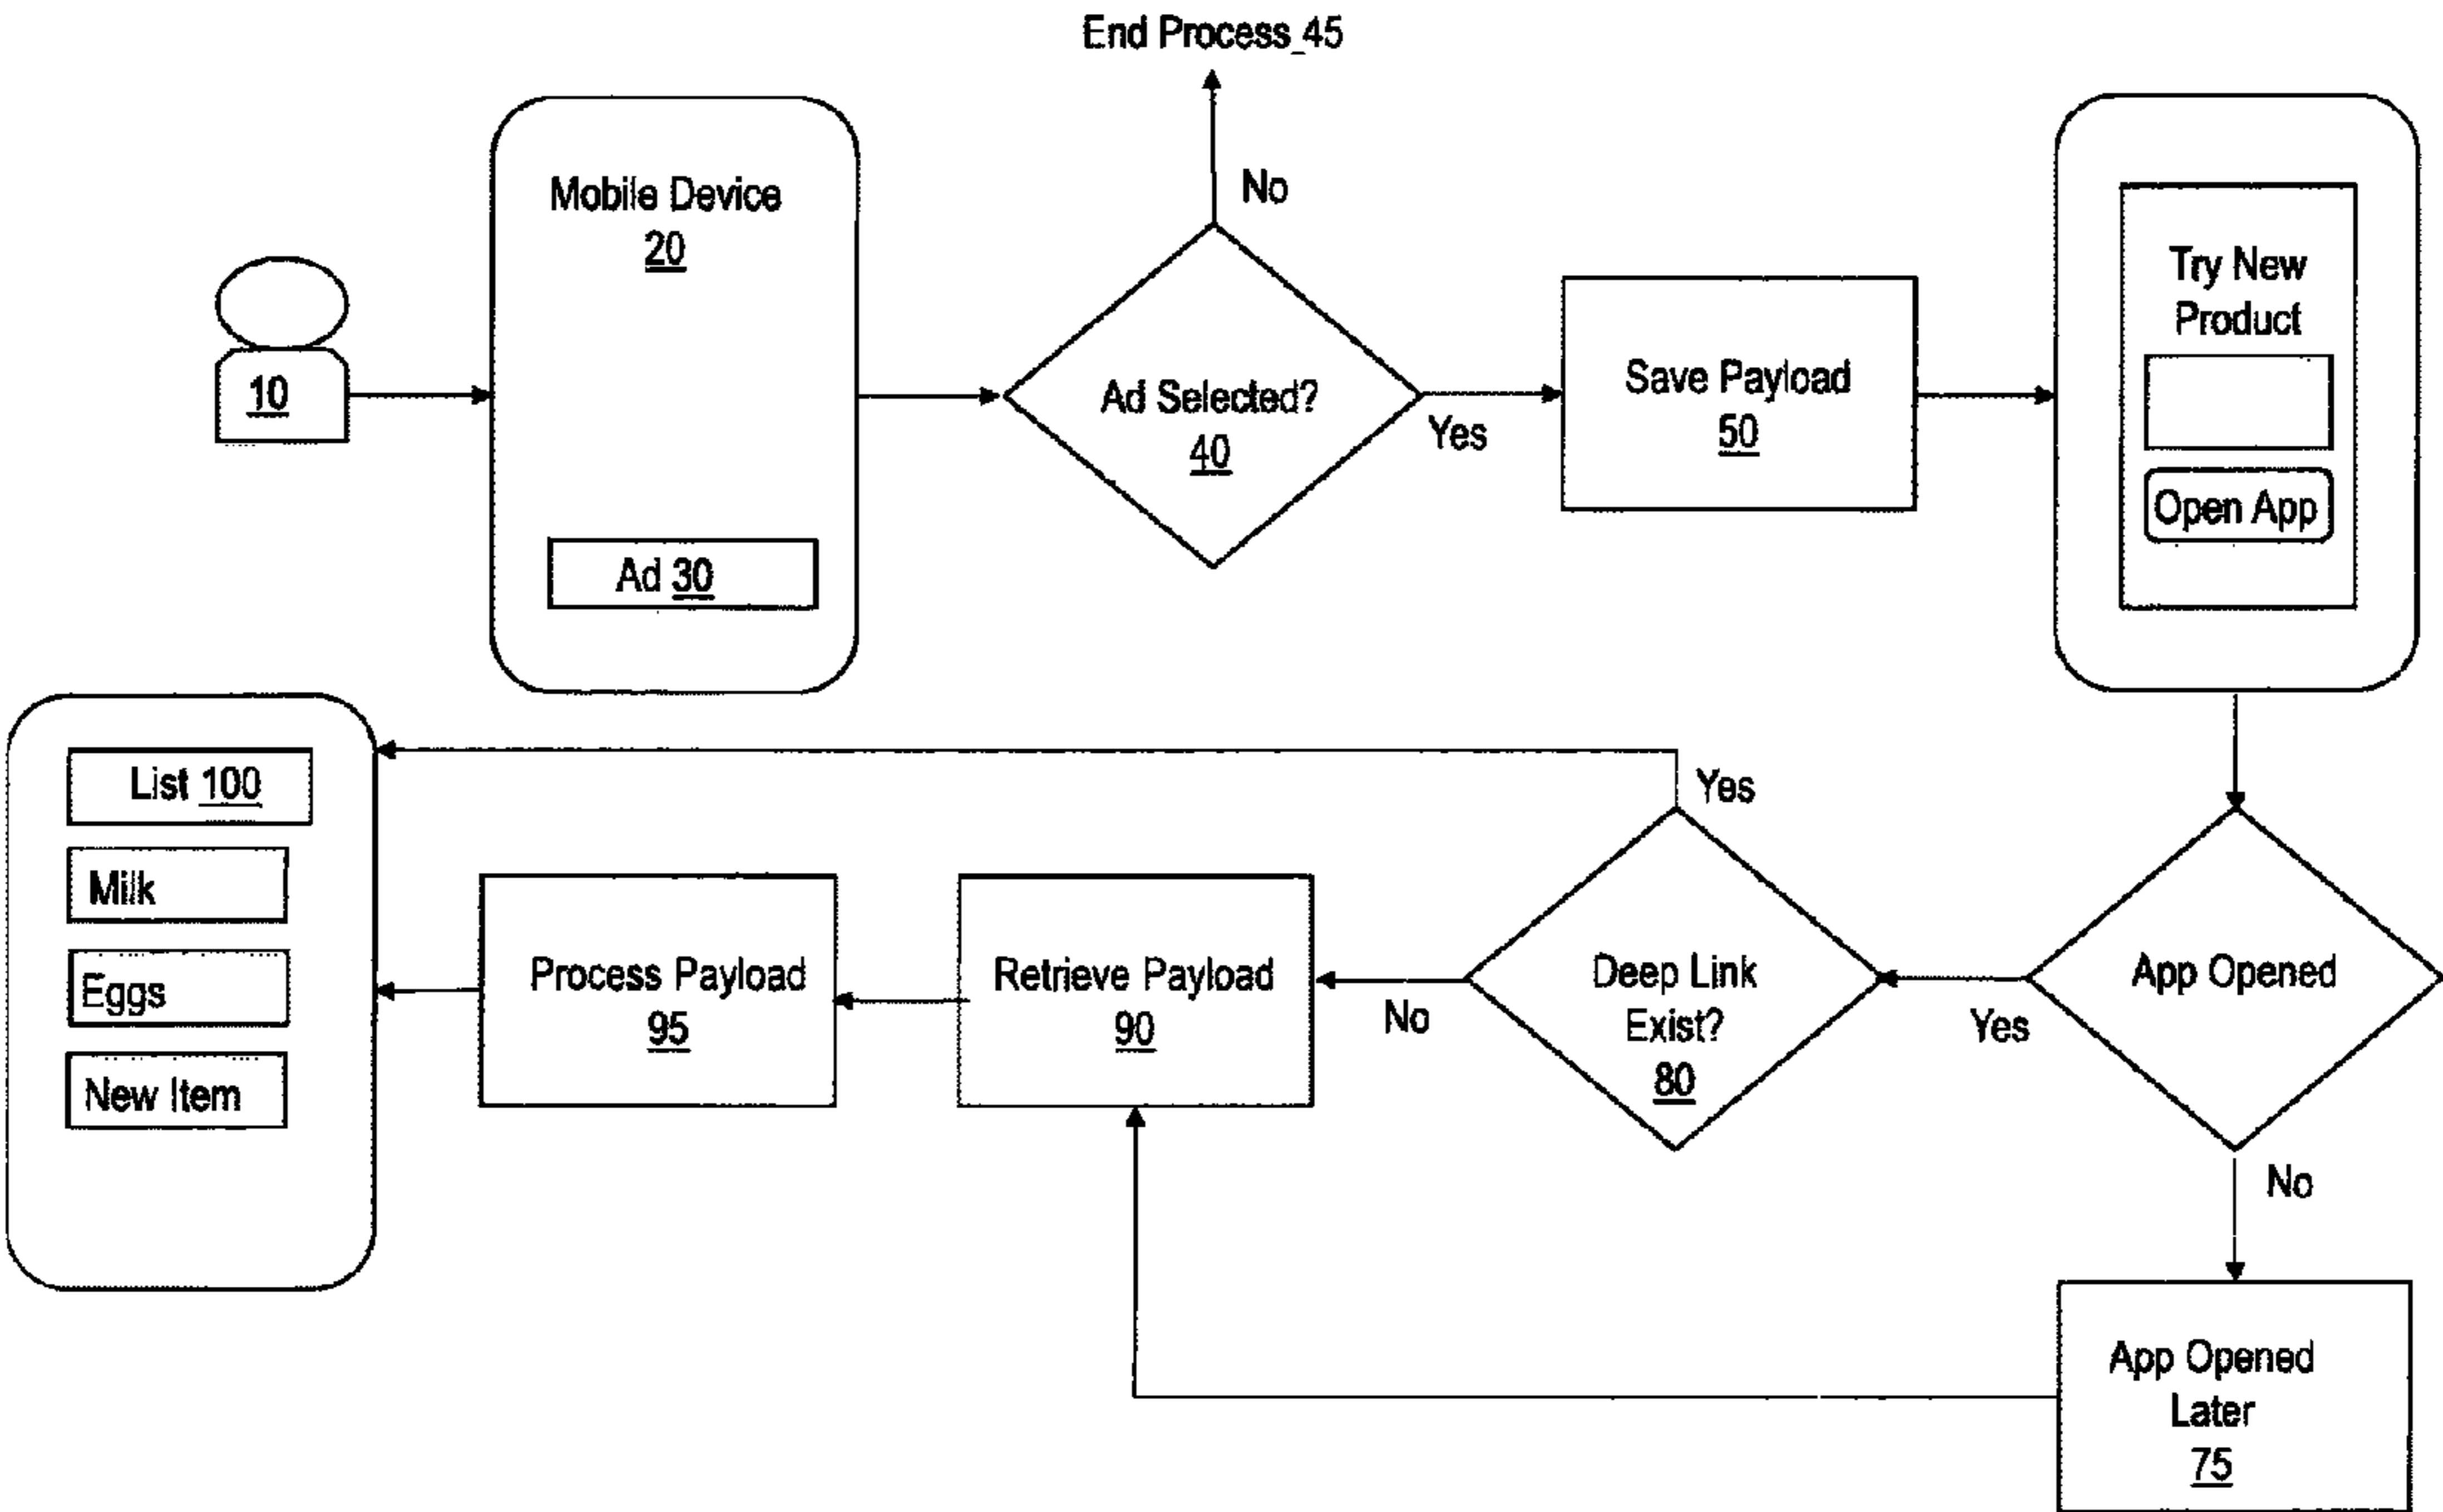 End Process 45
No
Mobile Device
20
Ad 30
10
Ad Selected?
40
Yes
Save Payload
50
Try New
Product
Open App
List 100
Milk
Eggs
New Item
Process Payload
95
Retrieve Payload
90
No
Yes
Deep Link
Exist?
80
Yes
App Opened
No
App Opened
Later
75